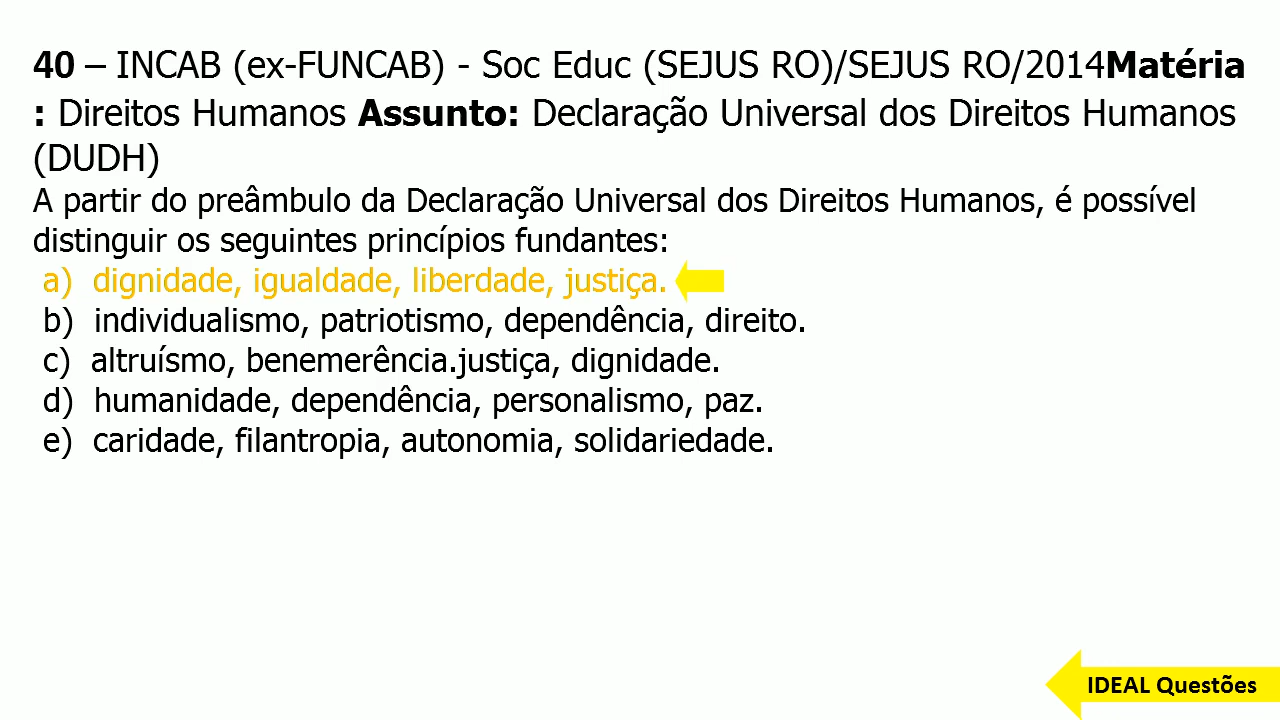 40 – INCAB (ex-FUNCAB) - Soc Educ (SEJUS RO)/SEJUS RO/2014Matéria
: Direitos Humanos Assunto: Declaração Universal dos Direitos Humanos
(DUDH)
A partir do preâmbulo da Declaração Universal dos Direitos Humanos, é possível
distinguir os seguintes princípios fundantes:
a) dignidade, igualdade, liberdade, justiça.
b) individualismo, patriotismo, dependência, direito.
c) altruísmo, benemerência.justiça, dignidade.
d) humanidade, dependência, personalismo, paz.
e) caridade, filantropia, autonomia, solidariedade.
IDEAL Questões